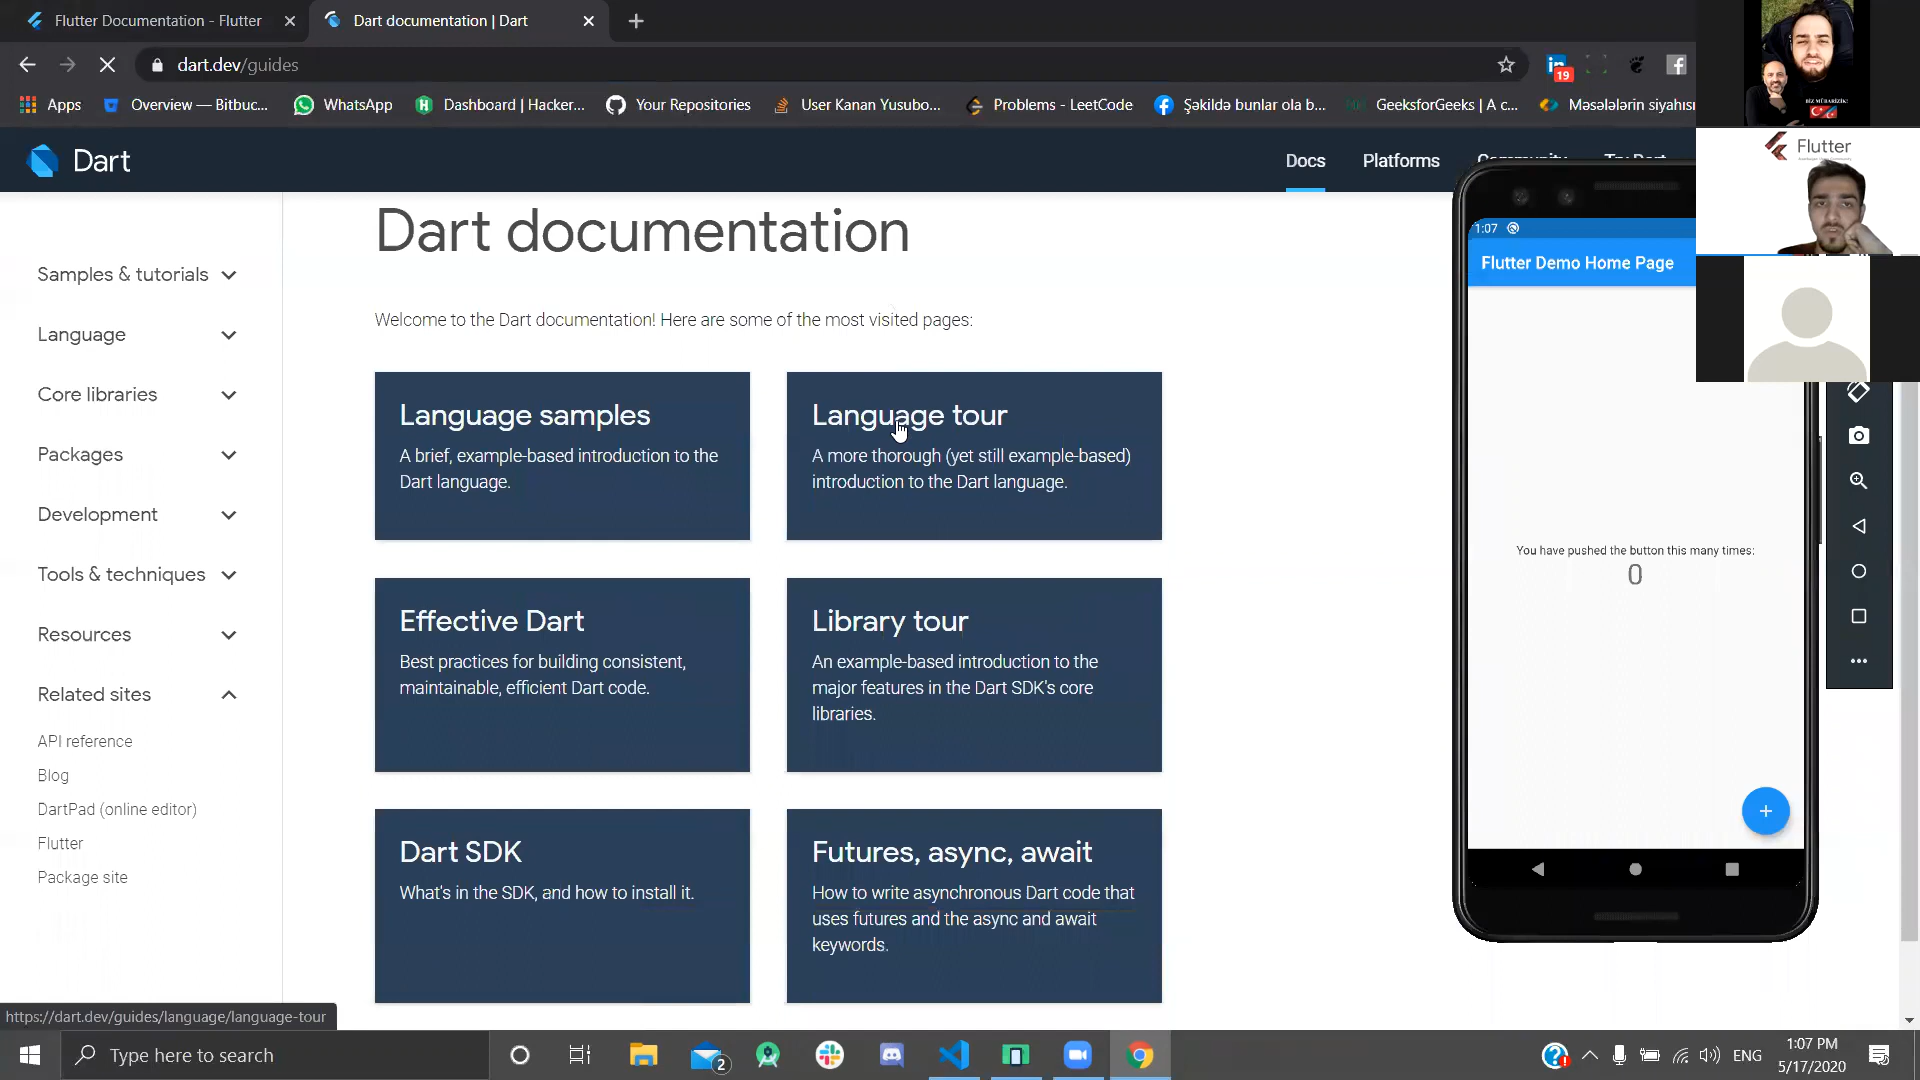 Flutter Documentation - Flutter
Dart documentation | Dart
dart.dev/guides
19
Apps
Overview — Bitbuc...
WhatsApp
Dashboard | Hacker...
Your Repositories
User Kanan Yusubo...
Problems - LeetCode
Şəkildə bunlar ola b...
GeeksforGeeks | A c...
Məsələlərin siyahısı
BİZ MÜBARİZİK!
Flutter
Dart
Docs
Platforms
Community
Try Dart
Samples & tutorials
Language
Core libraries
Packages
Development
Tools & techniques
Resources
Related sites
API reference
Blog
DartPad (online editor)
Flutter
Package site
Dart documentation
Welcome to the Dart documentation! Here are some of the most visited pages:
Language samples
A brief, example-based introduction to the
Dart language.
Language tour
A more thorough (yet still example-based)
introduction to the Dart language.
Effective Dart
Best practices for building consistent,
maintainable, efficient Dart code.
Library tour
An example-based introduction to the
major features in the Dart SDK's core
libraries.
Dart SDK
What's in the SDK, and how to install it.
Futures, async, await
How to write asynchronous Dart code that
uses futures and the async and await
keywords.
1:07
Flutter Demo Home Page
You have pushed the button this many times:
0
https://dart.dev/guides/language/language-tour
Type here to search
2
ENG
1:07 PM
5/17/2020